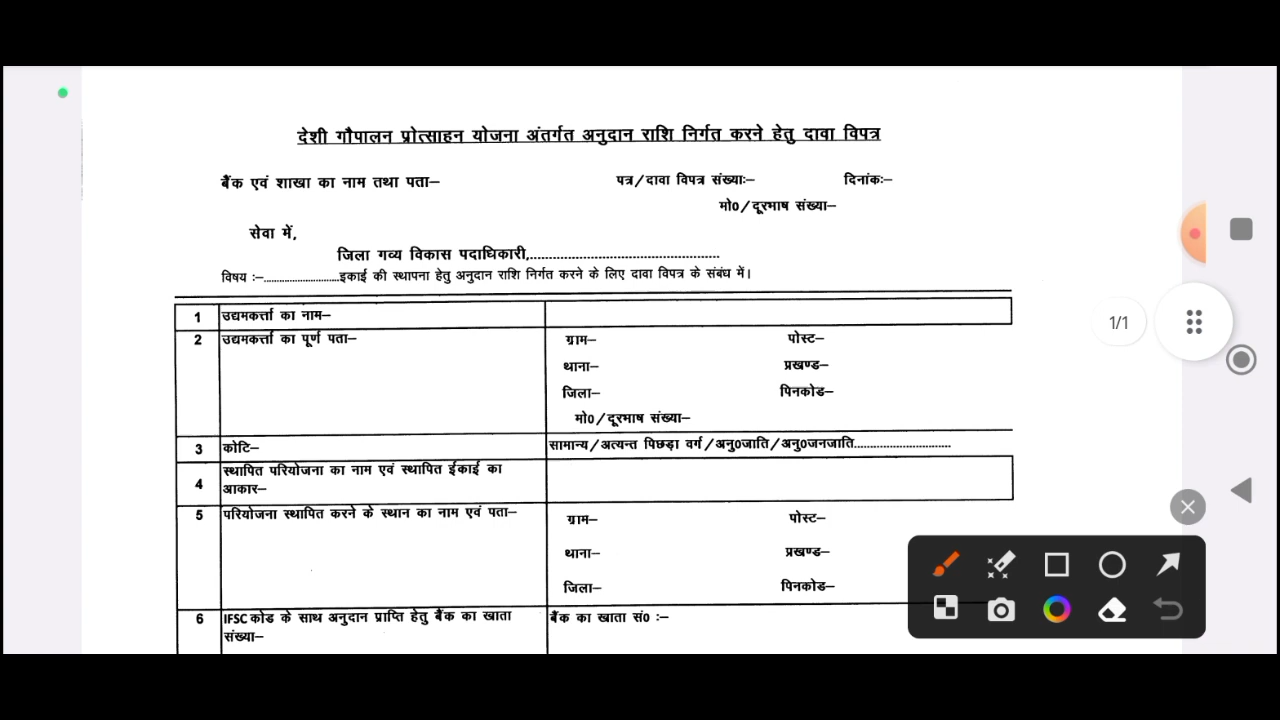 देशी गौपालन प्रोत्साहन योजना अंतर्गत अनुदान राशि निर्गत करने हेतु दावा विपत्र
बैंक एवं शाखा का नाम तथा पता– पत्र/दावा विपत्र संख्याः– दिनांकः–
मो0/दूरभाष संख्या–
सेवा में,
जिला गव्य विकास पदाधिकारी,................................................
विषय :–............................इकाई की स्थापना हेतु अनुदान राशि निर्गत करने के लिए दावा विपत्र के संबंध में।
1 उद्यमकर्त्ता का नाम–
2 उद्यमकर्त्ता का पूर्ण पता– ग्राम– पोस्ट–
थाना– प्रखण्ड–
जिला– पिनकोड–
मो0/दूरभाष संख्या–
3 कोटि– सामान्य/अत्यन्त पिछड़ा वर्ग/अनु0जाति/अनु0जनजाति............................
4 स्थापित परियोजना का नाम एवं स्थापित ईकाई का
आकार–
5 परियोजना स्थापित करने के स्थान का नाम एवं पता– ग्राम– पोस्ट–
थाना– प्रखण्ड–
जिला– पिनकोड–
6 IFSC कोड के साथ अनुदान प्राप्ति हेतु बैंक का खाता बैंक का खाता सं0 :–
संख्या–
1/1